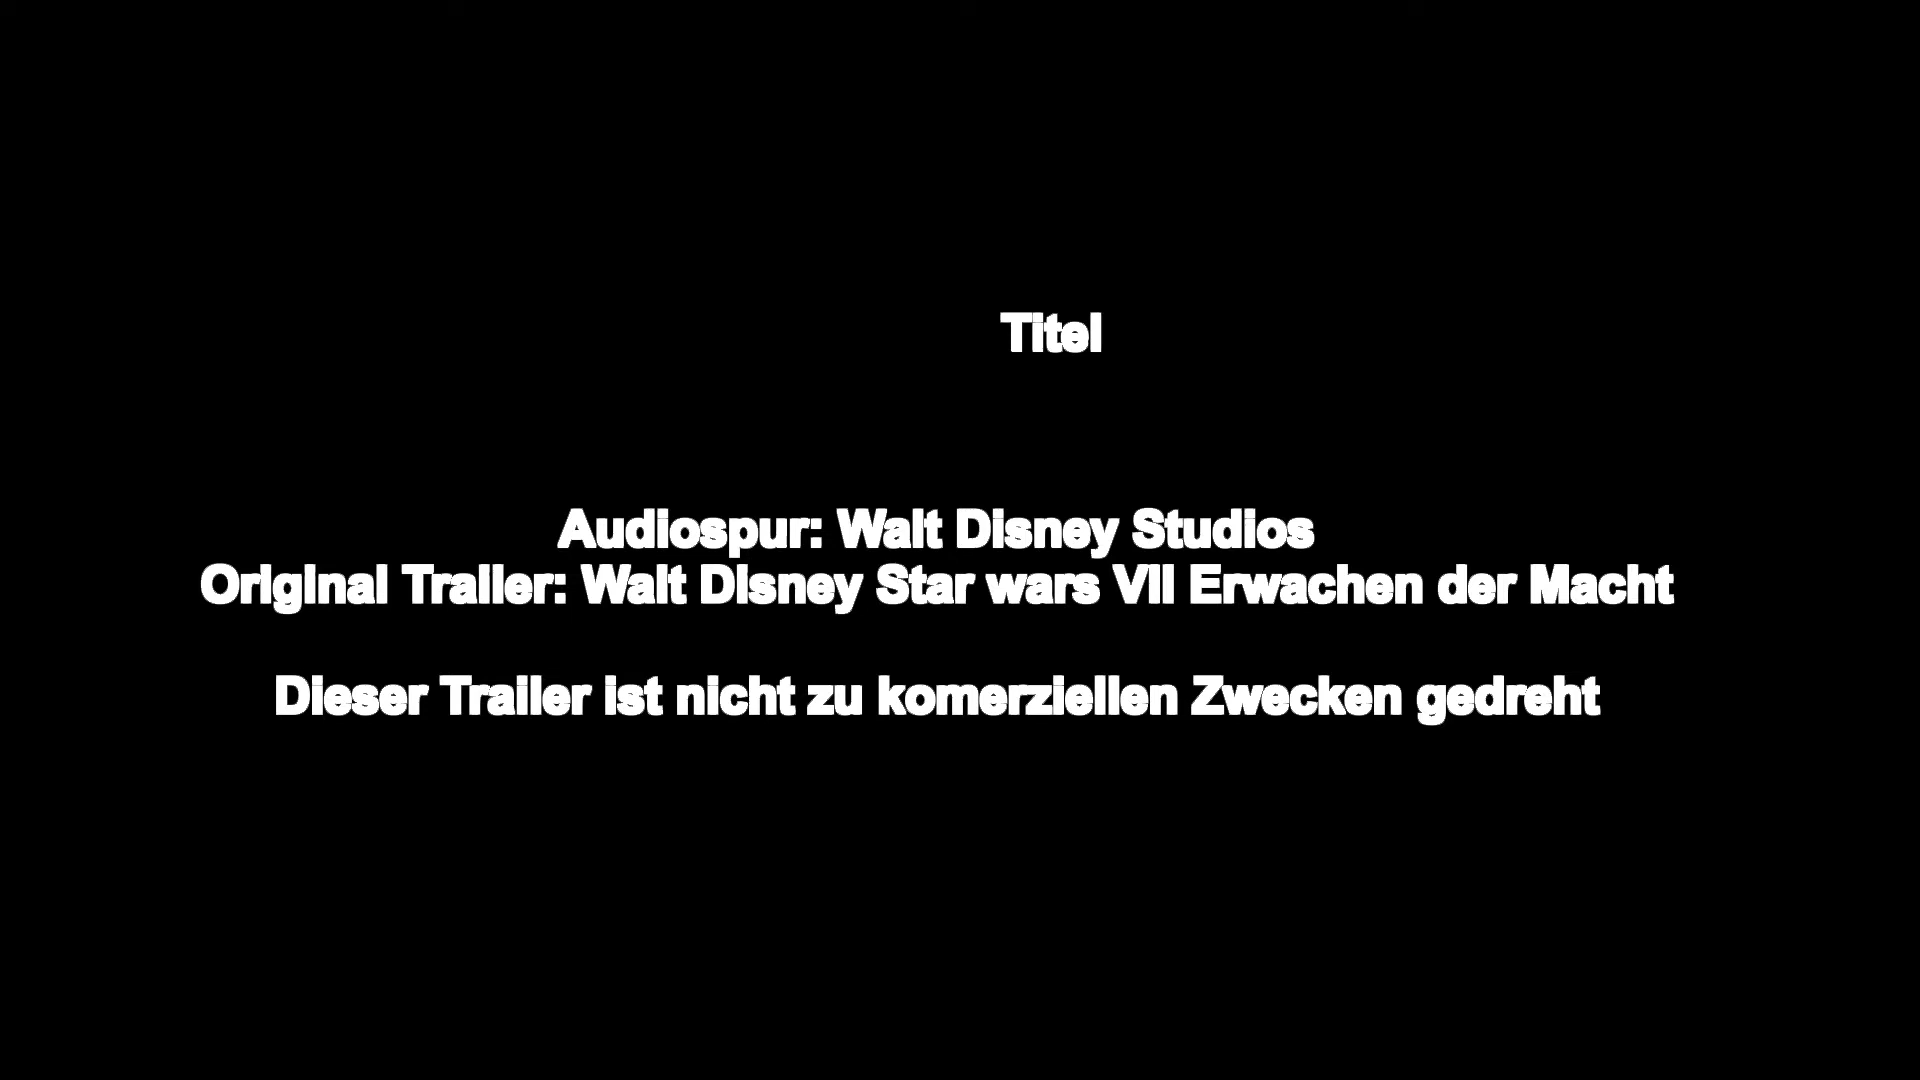 Titel
Audiospur: Walt Disney Studios
Original Trailer: Walt Disney Star wars VII Erwachen der Macht
Dieser Trailer ist nicht zu komerziellen Zwecken gedreht